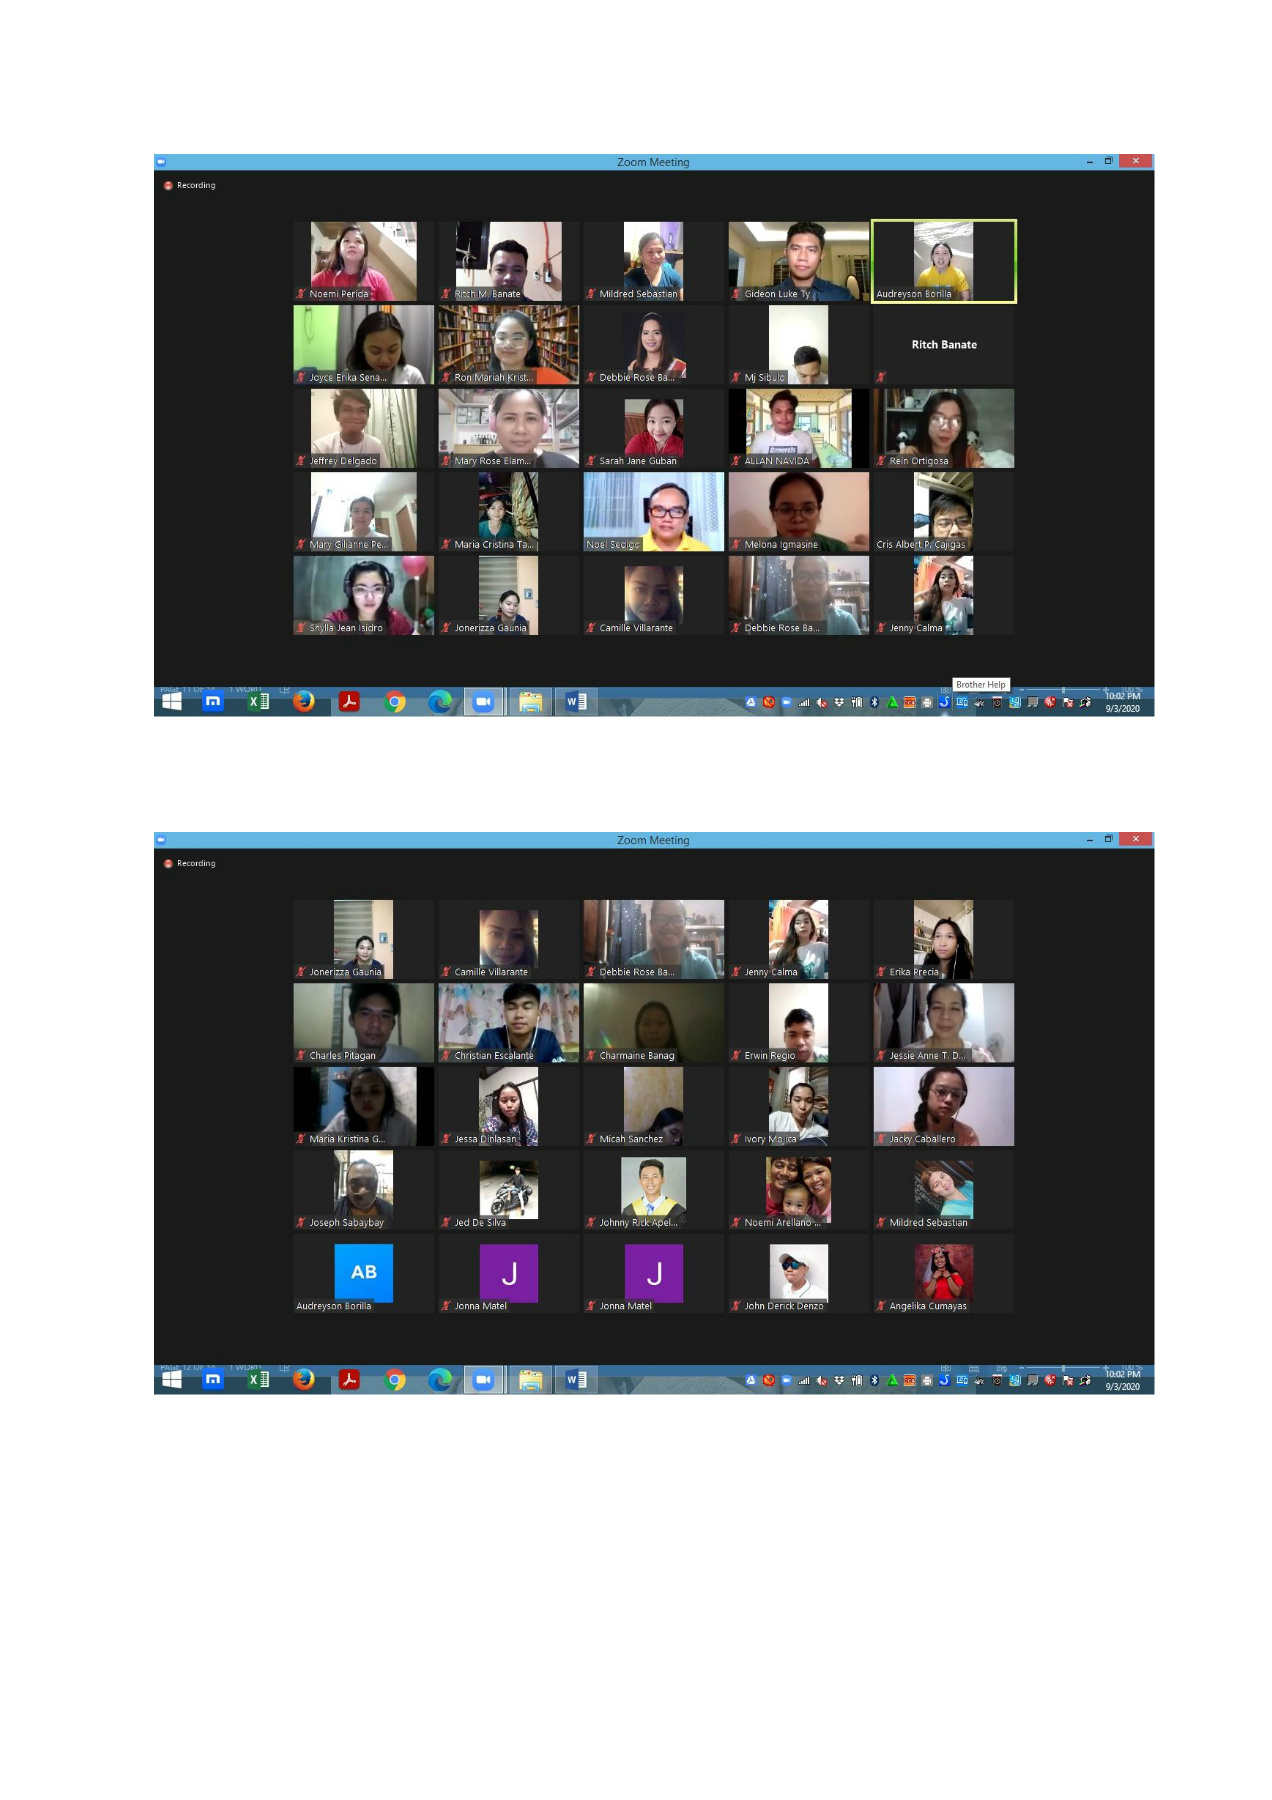 Zoom Meeting
Recording
Noemi Perida
Ritch M. Banate
Mildred Sebastian
Gideon Luke Ty
Audreyson Borilla
Joyce Erika Sena...
Ron Mariah Krist...
Debbie Rose Ba...
Mj Sibulo
Ritch Banate
Jeffrey Delgado
Mary Rose Elam...
Sarah Jane Guban
ALLAN NAVIDA
Rein Ortigosa
Mary Gilianne Pe...
Maria Cristina Ta...
Noel Sedigo
Melona Igmasine
Cris Albert P. Cajigas
Shylla Jean Isidro
Jonerizza Gaunia
Camille Villarante
Debbie Rose Ba...
Jenny Calma
Brother Help
1 WORD
100 %
10:02 PM
9/3/2020
Zoom Meeting
Recording
Jonerizza Gaunia
Camille Villarante
Debbie Rose Ba...
Jenny Calma
Erika Precia
Charles Pitagan
Christian Escalante
Charmaine Banag
Erwin Regio
Jessie Anne T. D...
Maria Kristina G...
Jessa Dinlasan
Micah Sanchez
Ivory Mojica
Jacky Caballero
Joseph Sabaybay
Jed De Silva
Johnny Rick Apel...
Noemi Arellano ...
Mildred Sebastian
AB
Audreyson Borilla
J
Jonna Matel
J
Jonna Matel
John Derick Denzo
Angelika Cumayas
1 WORD
100 %
10:02 PM
9/3/2020